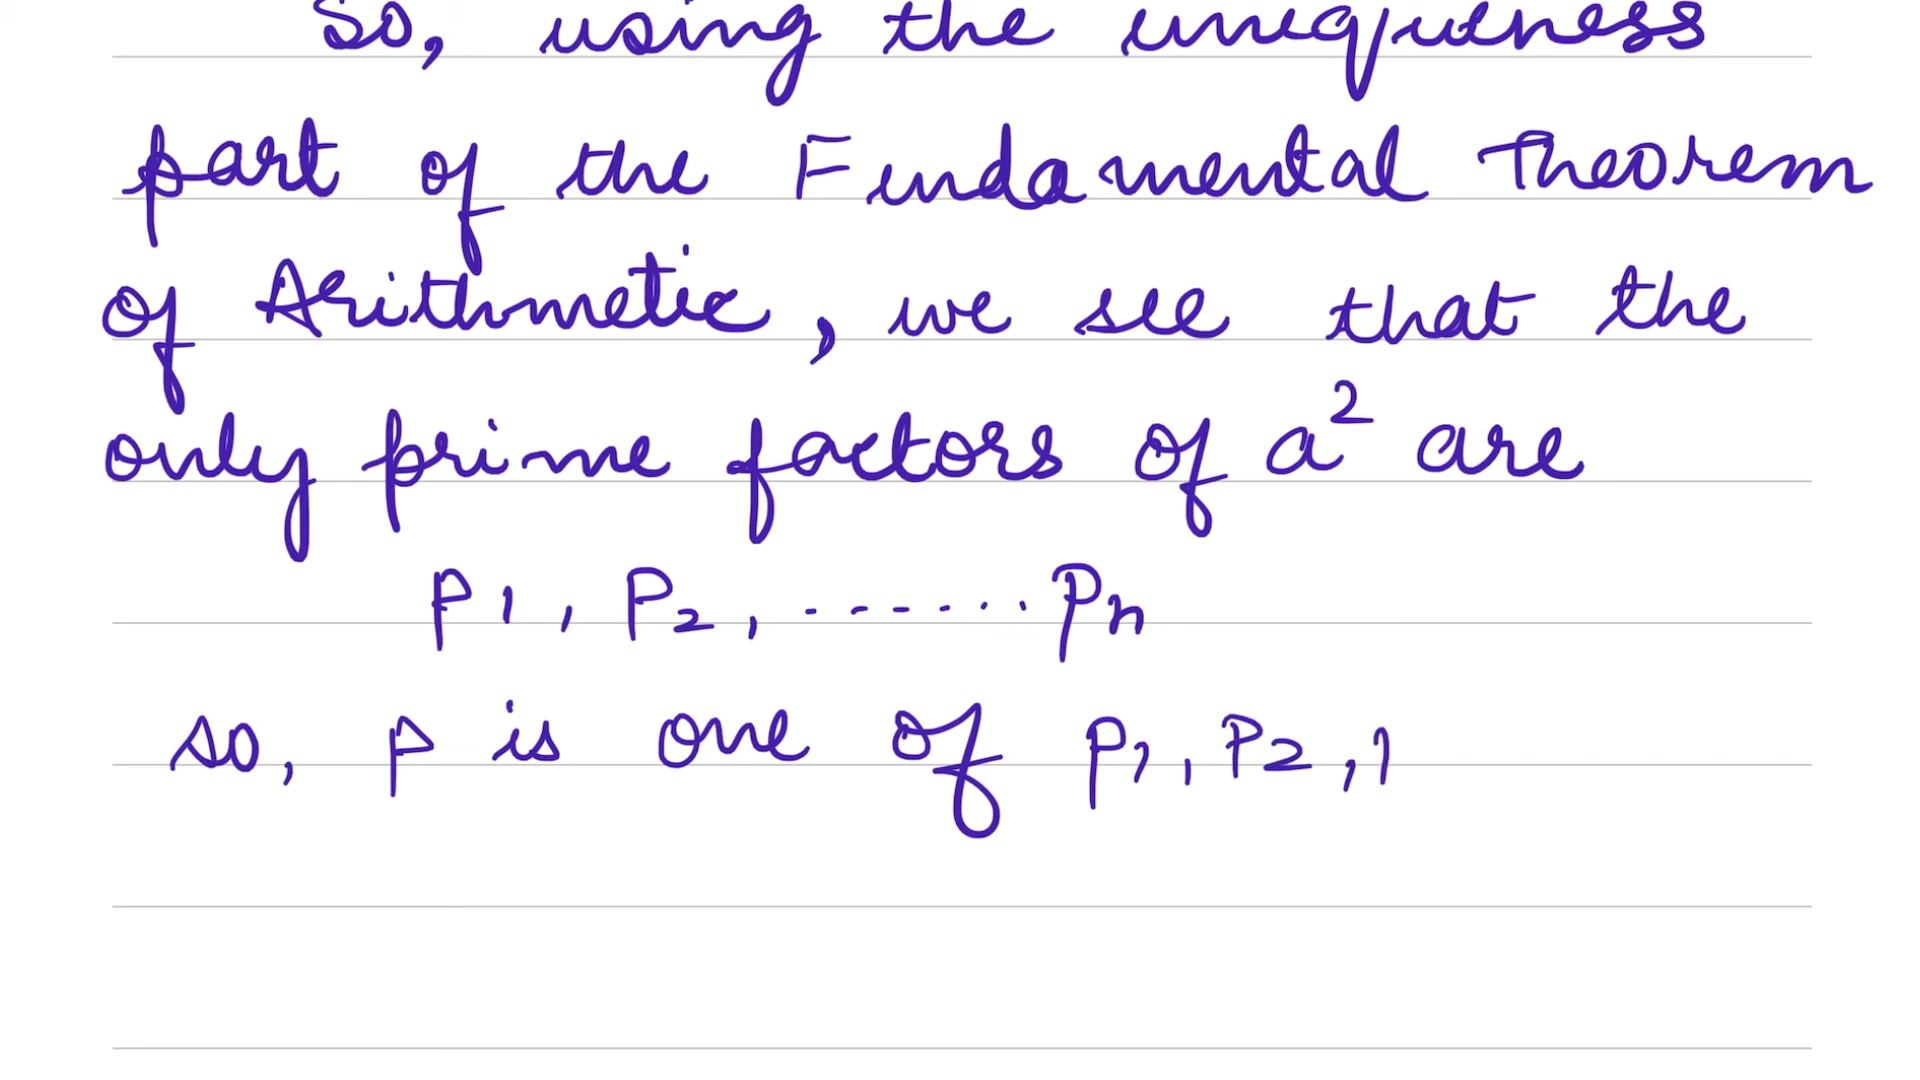 So, using the uniqueness
part of the Fundamental Theorem
of Arithmetic, we see that the
only prime factors of a² are
P1, P2, ....... Pn
so, p is one of P1, P2, 1